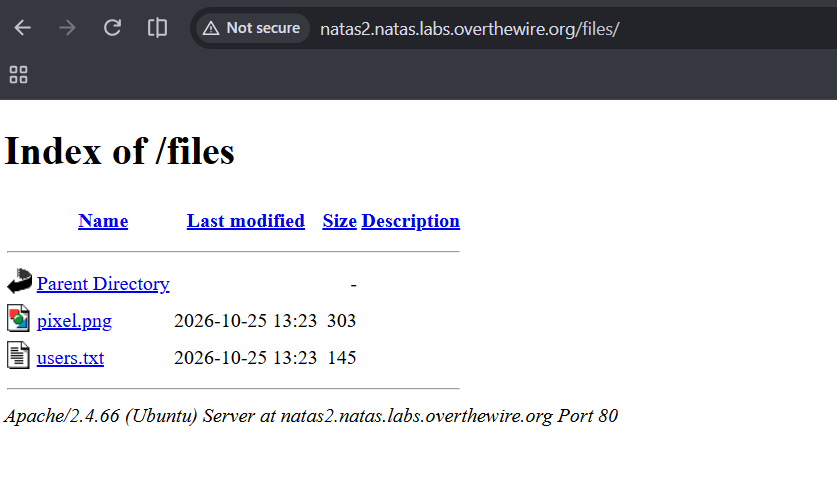 Not secure natas2.natas.labs.overthewire.org/files/
Index of /files
Name Last modified Size Description
Parent Directory -
pixel.png 2026-10-25 13:23 303
users.txt 2026-10-25 13:23 145
Apache/2.4.66 (Ubuntu) Server at natas2.natas.labs.overthewire.org Port 80